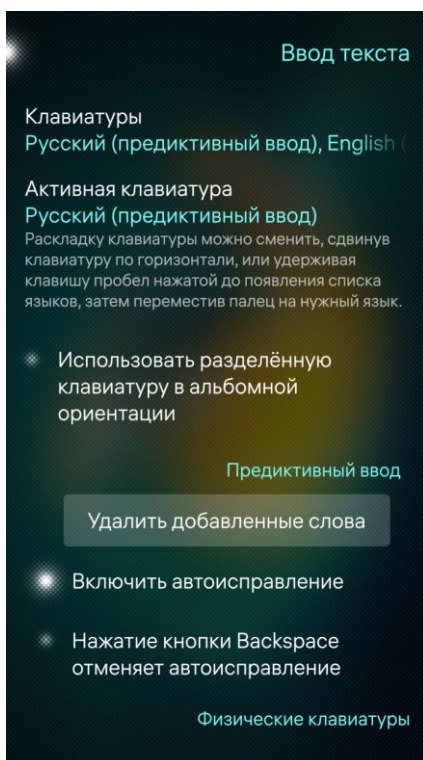 Ввод текста
Клавиатуры
Русский (предиктивный ввод), English (
Активная клавиатура
Русский (предиктивный ввод)
Раскладку клавиатуры можно сменить, сдвинув
клавиатуру по горизонтали, или удерживая
клавишу пробел нажатой до появления списка
языков, затем переместив палец на нужный язык.
Использовать разделённую
клавиатуру в альбомной
ориентации
Предиктивный ввод
Удалить добавленные слова
Включить автоисправление
Нажатие кнопки Backspace
отменяет автоисправление
Физические клавиатуры